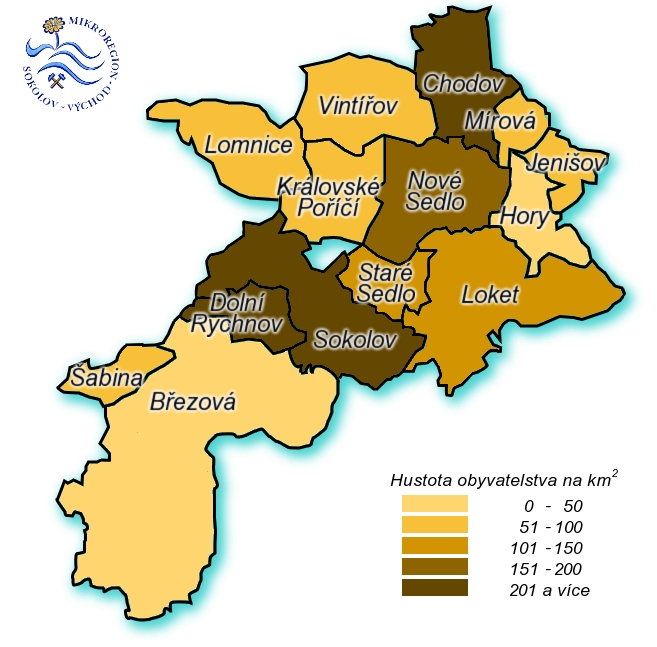 MIKROREGION
SOKOLOV - VÝCHOD
Chodov
Vintířov
Mírová
Lomnice
Jenišov
Královské
Poříčí
Nové
Sedlo
Hory
Staré
Sedlo
Loket
Dolní
Rychnov
Sokolov
Šabina
Březová
Hustota obyvatelstva na km²
0 - 50
51 - 100
101 - 150
151 - 200
201 a více